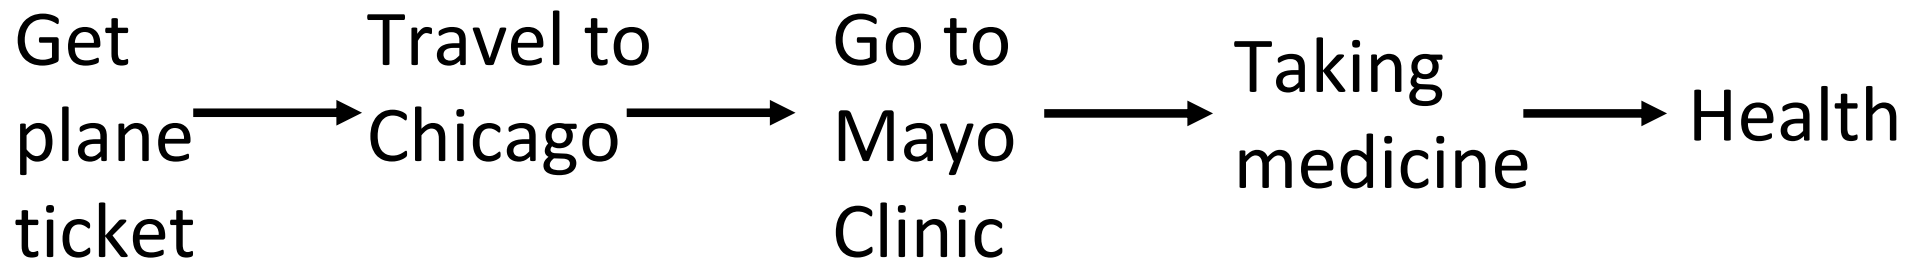 Get
plane
ticket
Travel to
Chicago
Go to
Mayo
Clinic
Taking
medicine
Health